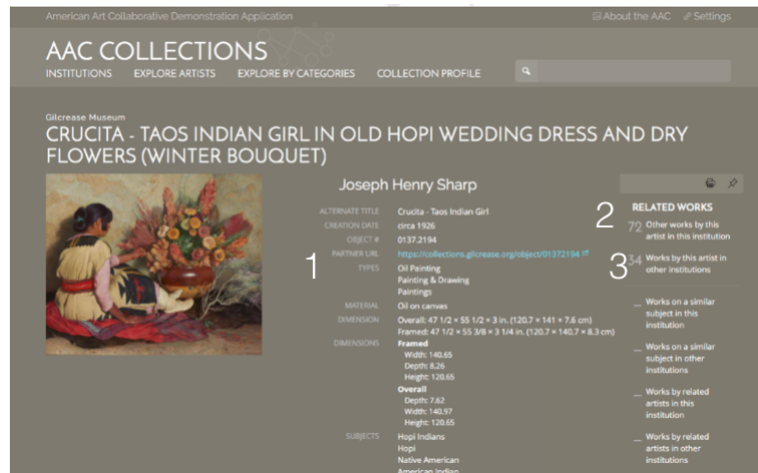 American Art Collaborative Demonstration Application
About the AAC
Settings
AAC COLLECTIONS
INSTITUTIONS EXPLORE ARTISTS EXPLORE BY CATEGORIES COLLECTION PROFILE
Gilcrease Museum
CRUCITA - TAOS INDIAN GIRL IN OLD HOPI WEDDING DRESS AND DRY
FLOWERS (WINTER BOUQUET)
Joseph Henry Sharp
ALTERNATE TITLE Crucita - Taos Indian Girl
CREATION DATE circa 1926
OBJECT # 0137.2194
1
PARTNER URL https://collections.gilcrease.org/object/01372194
TYPES Oil Painting
Painting & Drawing
Paintings
MATERIAL Oil on canvas
DIMENSION Overall: 47 1/2 × 55 1/2 × 3 in. (120.7 × 141 × 7.6 cm)
Framed: 47 1/2 × 55 3/8 × 3 1/4 in. (120.7 × 140.7 × 8.3 cm)
DIMENSIONS Framed
Width: 140.65
Depth: 8.26
Height: 120.65
Overall
Depth: 7.62
Width: 140.97
Height: 120.65
SUBJECTS Hopi Indians
Hopi
Native American
American Indian
RELATED WORKS
2
72 Other works by this
artist in this institution
3
34 Works by this artist in
other institutions
__ Works on a similar
subject in this
institution
__ Works on a similar
subject in other
institutions
__ Works by related
artists in this
institution
__ Works by related
artists in other
institutions